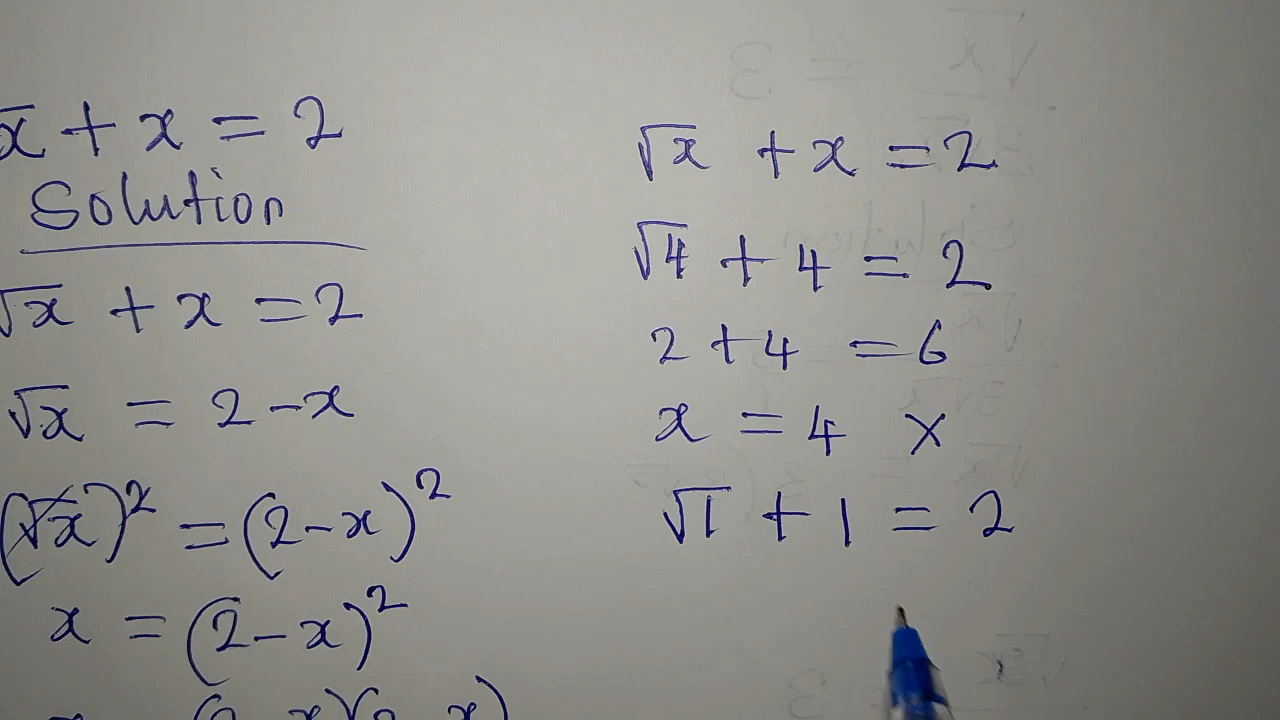 √x + x = 2
Solution
√x + x = 2
√x = 2 - x
(√x)² = (2 - x)²
x = (2 - x)²
√x + x = 2
√4 + 4 = 2
2 + 4 = 6
x = 4 ×
√1 + 1 = 2